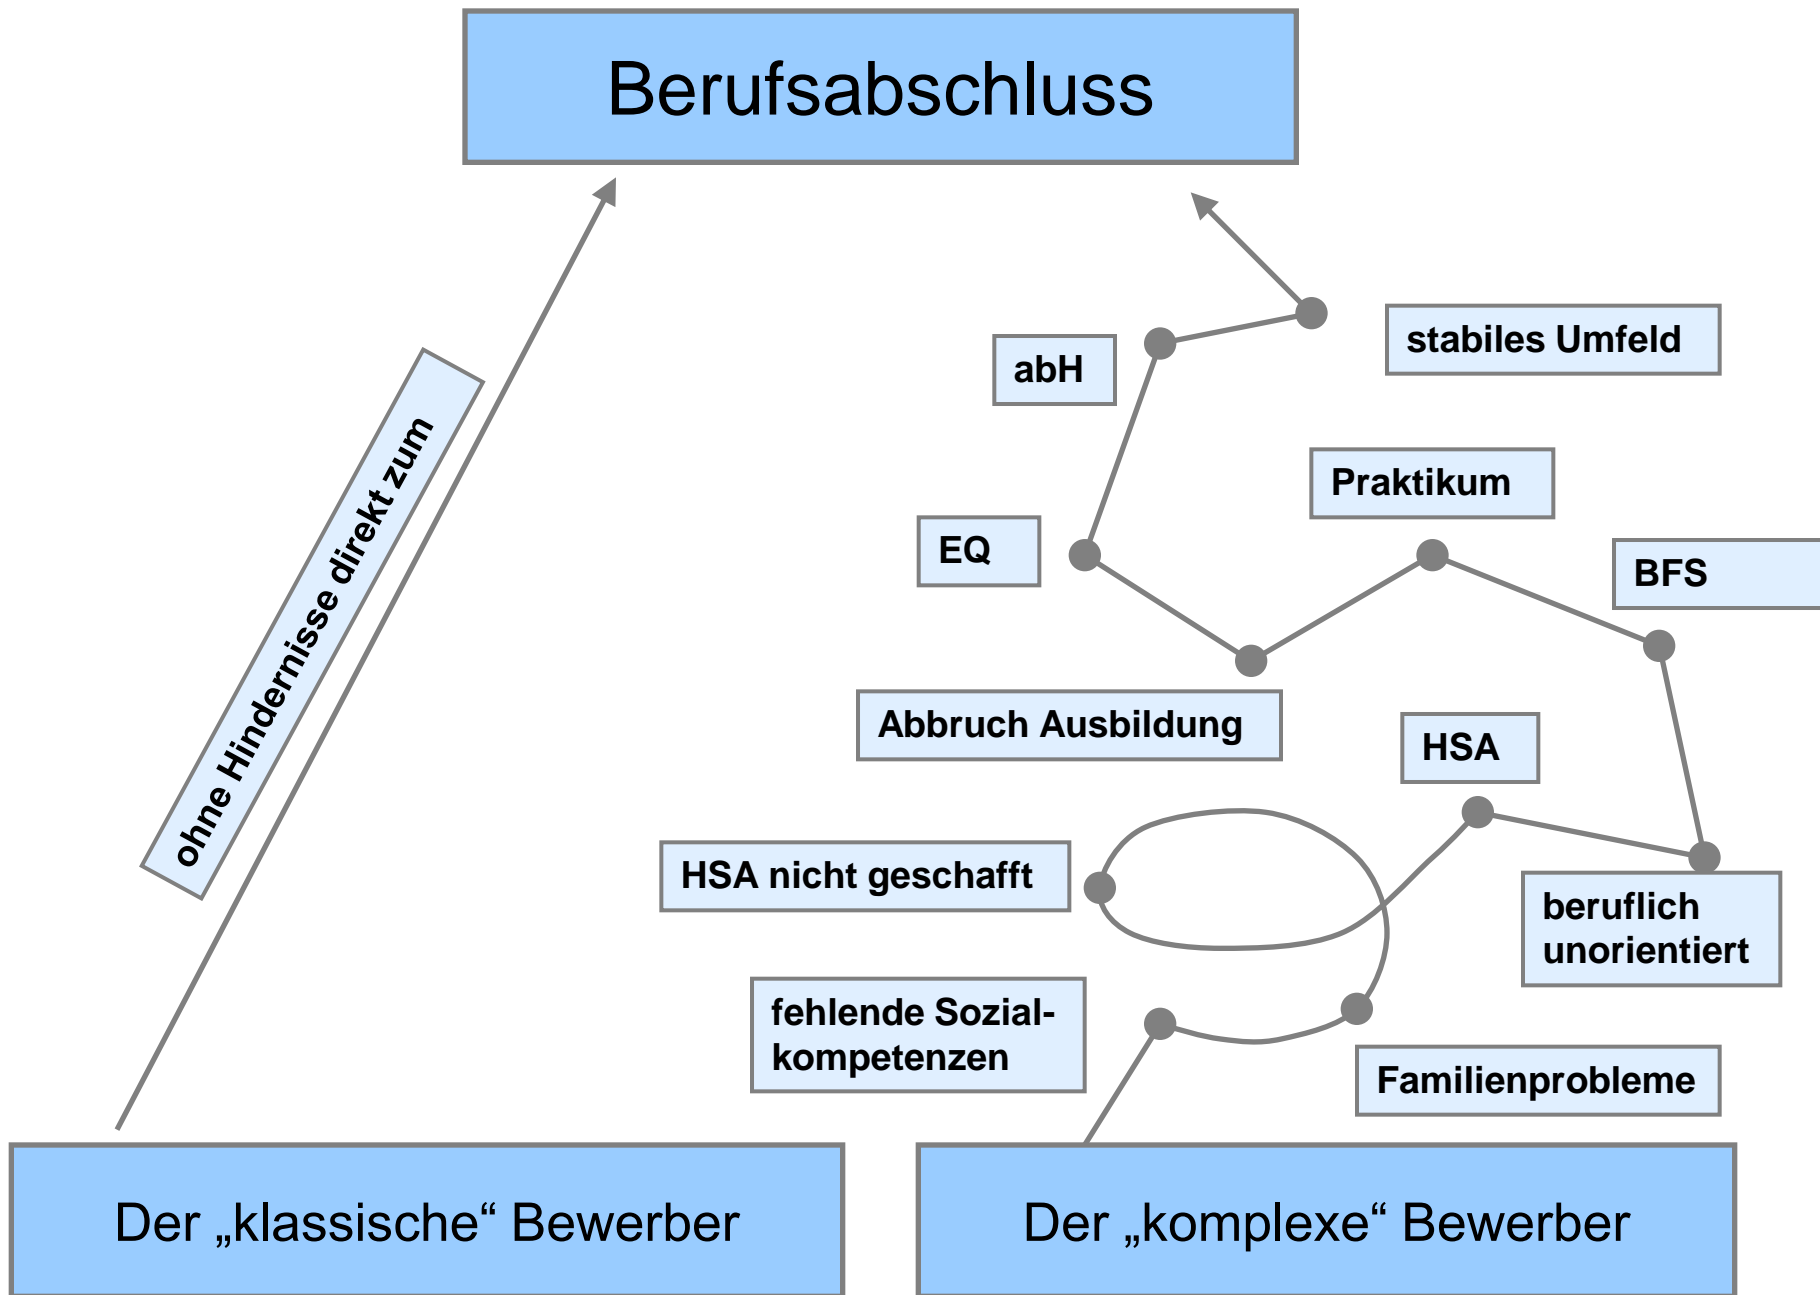 Berufsabschluss
stabiles Umfeld
abH
ohne Hindernisse direkt zum
Praktikum
EQ
BFS
Abbruch Ausbildung
HSA
HSA nicht geschafft
beruflich
unorientiert
fehlende Sozial-
kompetenzen
Familienprobleme
Der „klassische“ Bewerber
Der „komplexe“ Bewerber